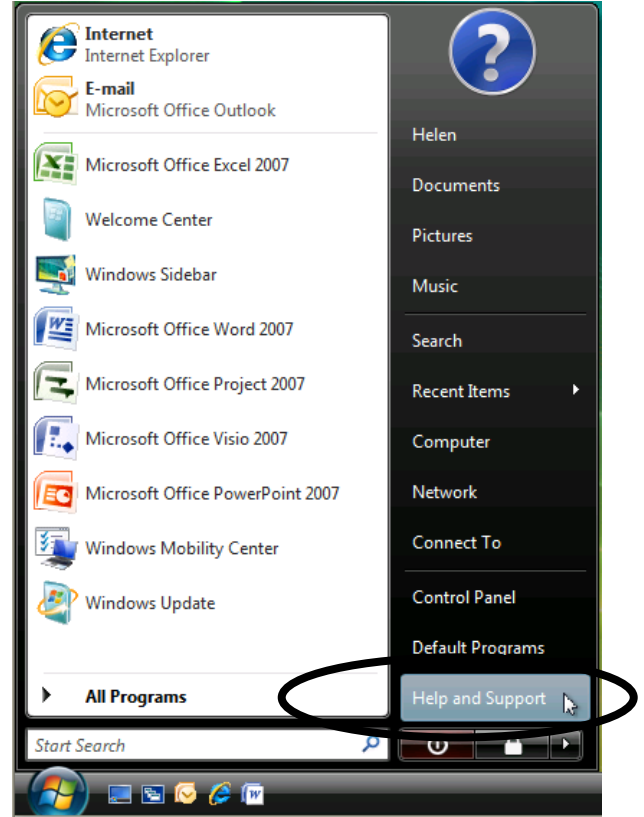 Internet
Internet Explorer
E-mail
Microsoft Office Outlook
Microsoft Office Excel 2007
Welcome Center
Windows Sidebar
Microsoft Office Word 2007
Microsoft Office Project 2007
Microsoft Office Visio 2007
Microsoft Office PowerPoint 2007
Windows Mobility Center
Windows Update
All Programs
Start Search
Helen
Documents
Pictures
Music
Search
Recent Items
Computer
Network
Connect To
Control Panel
Default Programs
Help and Support